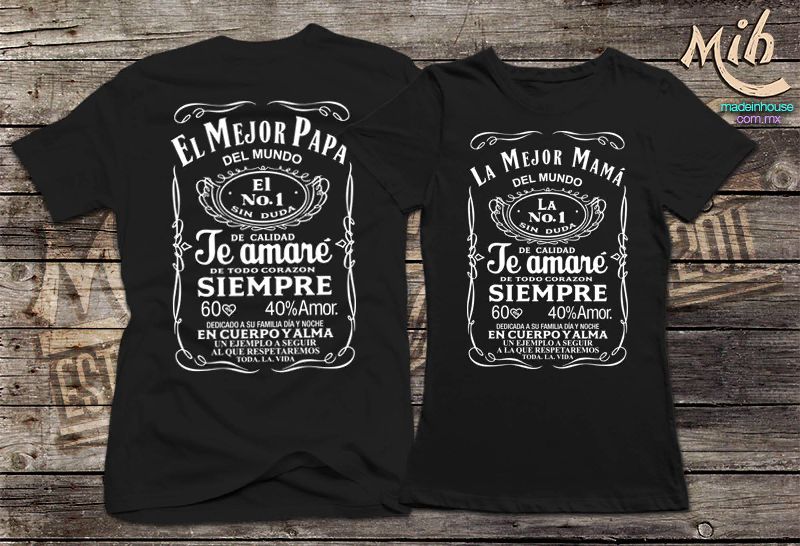 El Mejor Papa
DEL MUNDO
El
No.1
SIN DUDA
DE CALIDAD
Te amaré
DE TODO CORAZON
SIEMPRE
60 40%Amor.
DEDICADO A SU FAMILIA DÍA Y NOCHE
EN CUERPO Y ALMA
UN EJEMPLO A SEGUIR
AL QUE RESPETAREMOS
TODA. LA. VIDA
La Mejor Mamá
DEL MUNDO
La
No.1
SIN DUDA
DE CALIDAD
Te amaré
DE TODO CORAZON
SIEMPRE
60 40%Amor.
DEDICADA A SU FAMILIA DÍA Y NOCHE
EN CUERPO Y ALMA
UN EJEMPLO A SEGUIR
A LA QUE RESPETAREMOS
TODA. LA. VIDA
Mih
madeinhouse
.com.mx
EST
2011